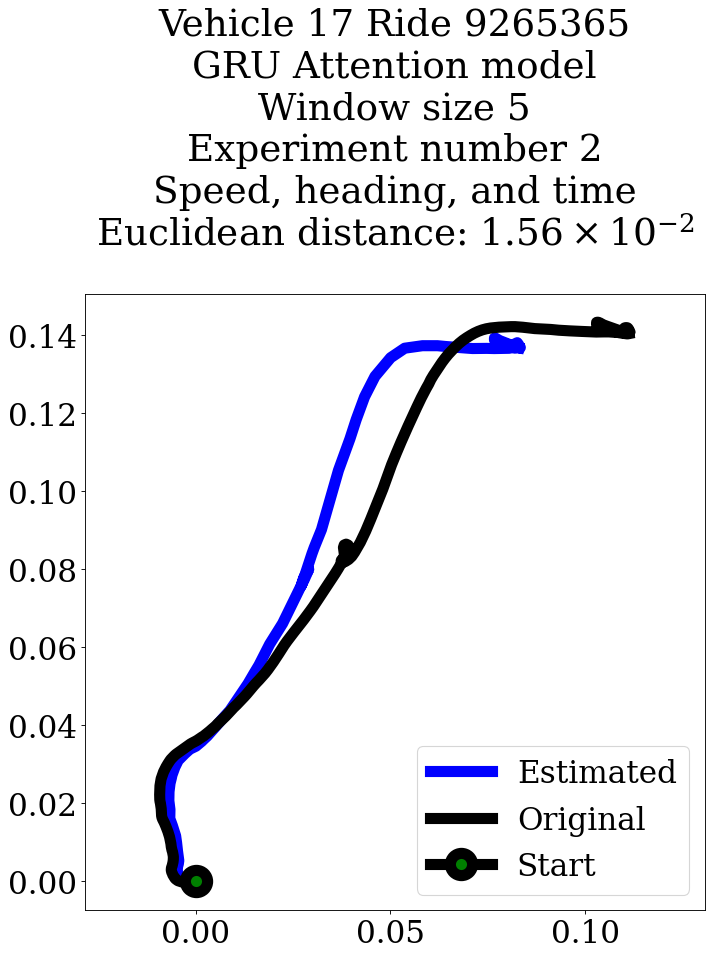 Vehicle 17 Ride 9265365
GRU Attention model
Window size 5
Experiment number 2
Speed, heading, and time
Euclidean distance: $1.56 \times 10^{-2}$
0.14
0.12
0.10
0.08
0.06
0.04
0.02
0.00
Estimated
Original
Start
0.00 0.05 0.10